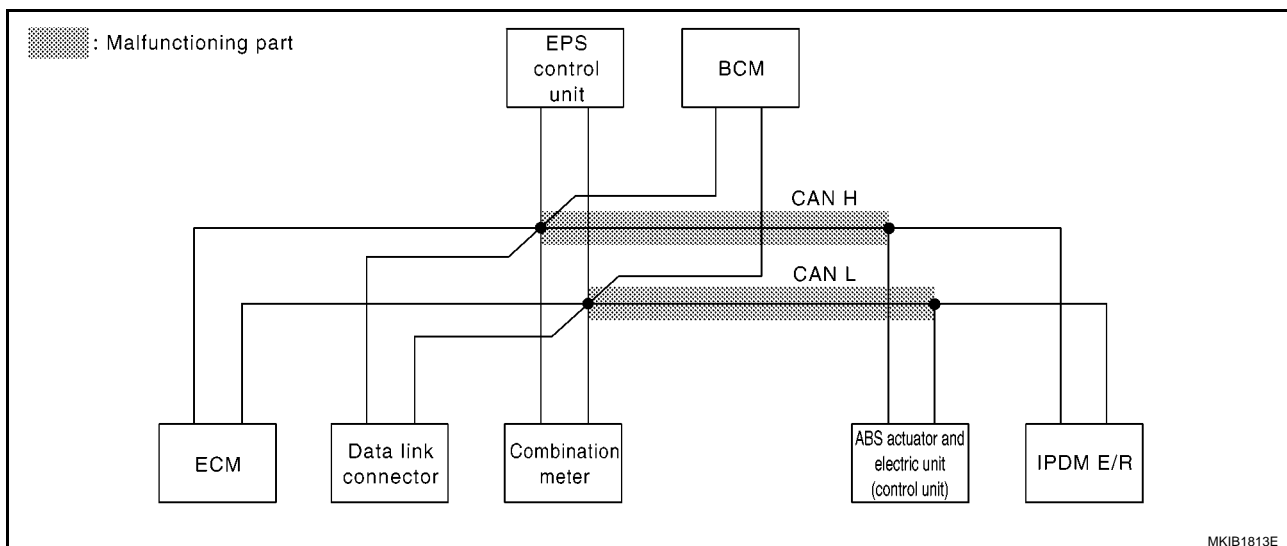 : Malfunctioning part
EPS
control
unit
BCM
CAN H
CAN L
ECM
Data link
connector
Combination
meter
ABS actuator and
electric unit
(control unit)
IPDM E/R
MKIB1813E